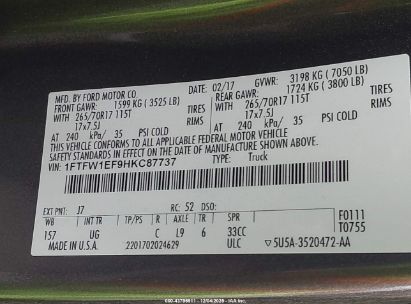 MFD. BY FORD MOTOR CO. 02/17 GVWR: 3198 KG (7050 LB)
FRONT GAWR: 1599 KG (3525 LB) REAR GAWR: 1724 KG (3800 LB)
WITH 265/70R17 115T TIRES WITH 265/70R17 115T TIRES
17x7.5J RIMS 17x7.5J RIMS
AT 240 kPa/ 35 PSI COLD AT 240 kPa/ 35 PSI COLD
THIS VEHICLE CONFORMS TO ALL APPLICABLE FEDERAL MOTOR VEHICLE
SAFETY STANDARDS IN EFFECT ON THE DATE OF MANUFACTURE SHOWN ABOVE.
VIN: 1FTFW1EF9HKC87737 TYPE: Truck
EXT PNT: J7 RC: 52 DSO:
WB INT TR TP/PS R AXLE TR SPR F0111
157 UG C L9 6 33CC T0755
MADE IN U.S.A. 2201702024629 ULC 5U5A-3520472-AA